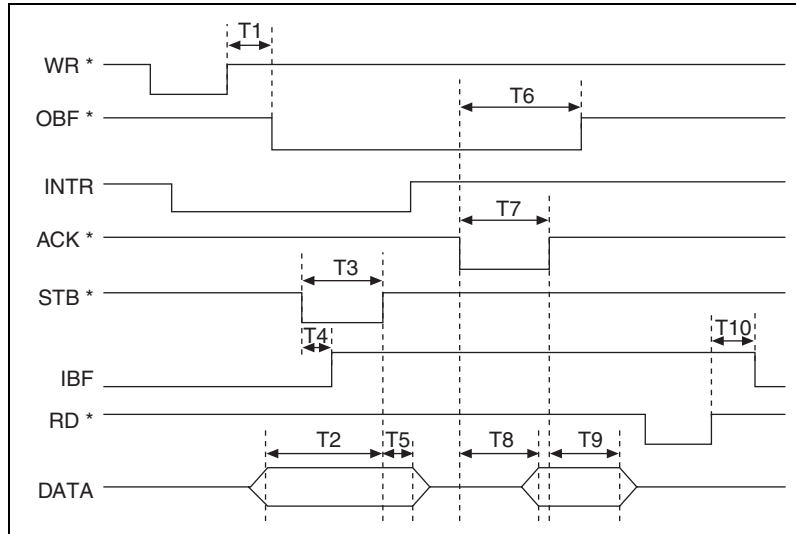 T1
WR *
T6
OBF *
INTR
T7
ACK *
T3
STB *
T4
T10
IBF
RD *
T2
T5
T8
T9
DATA